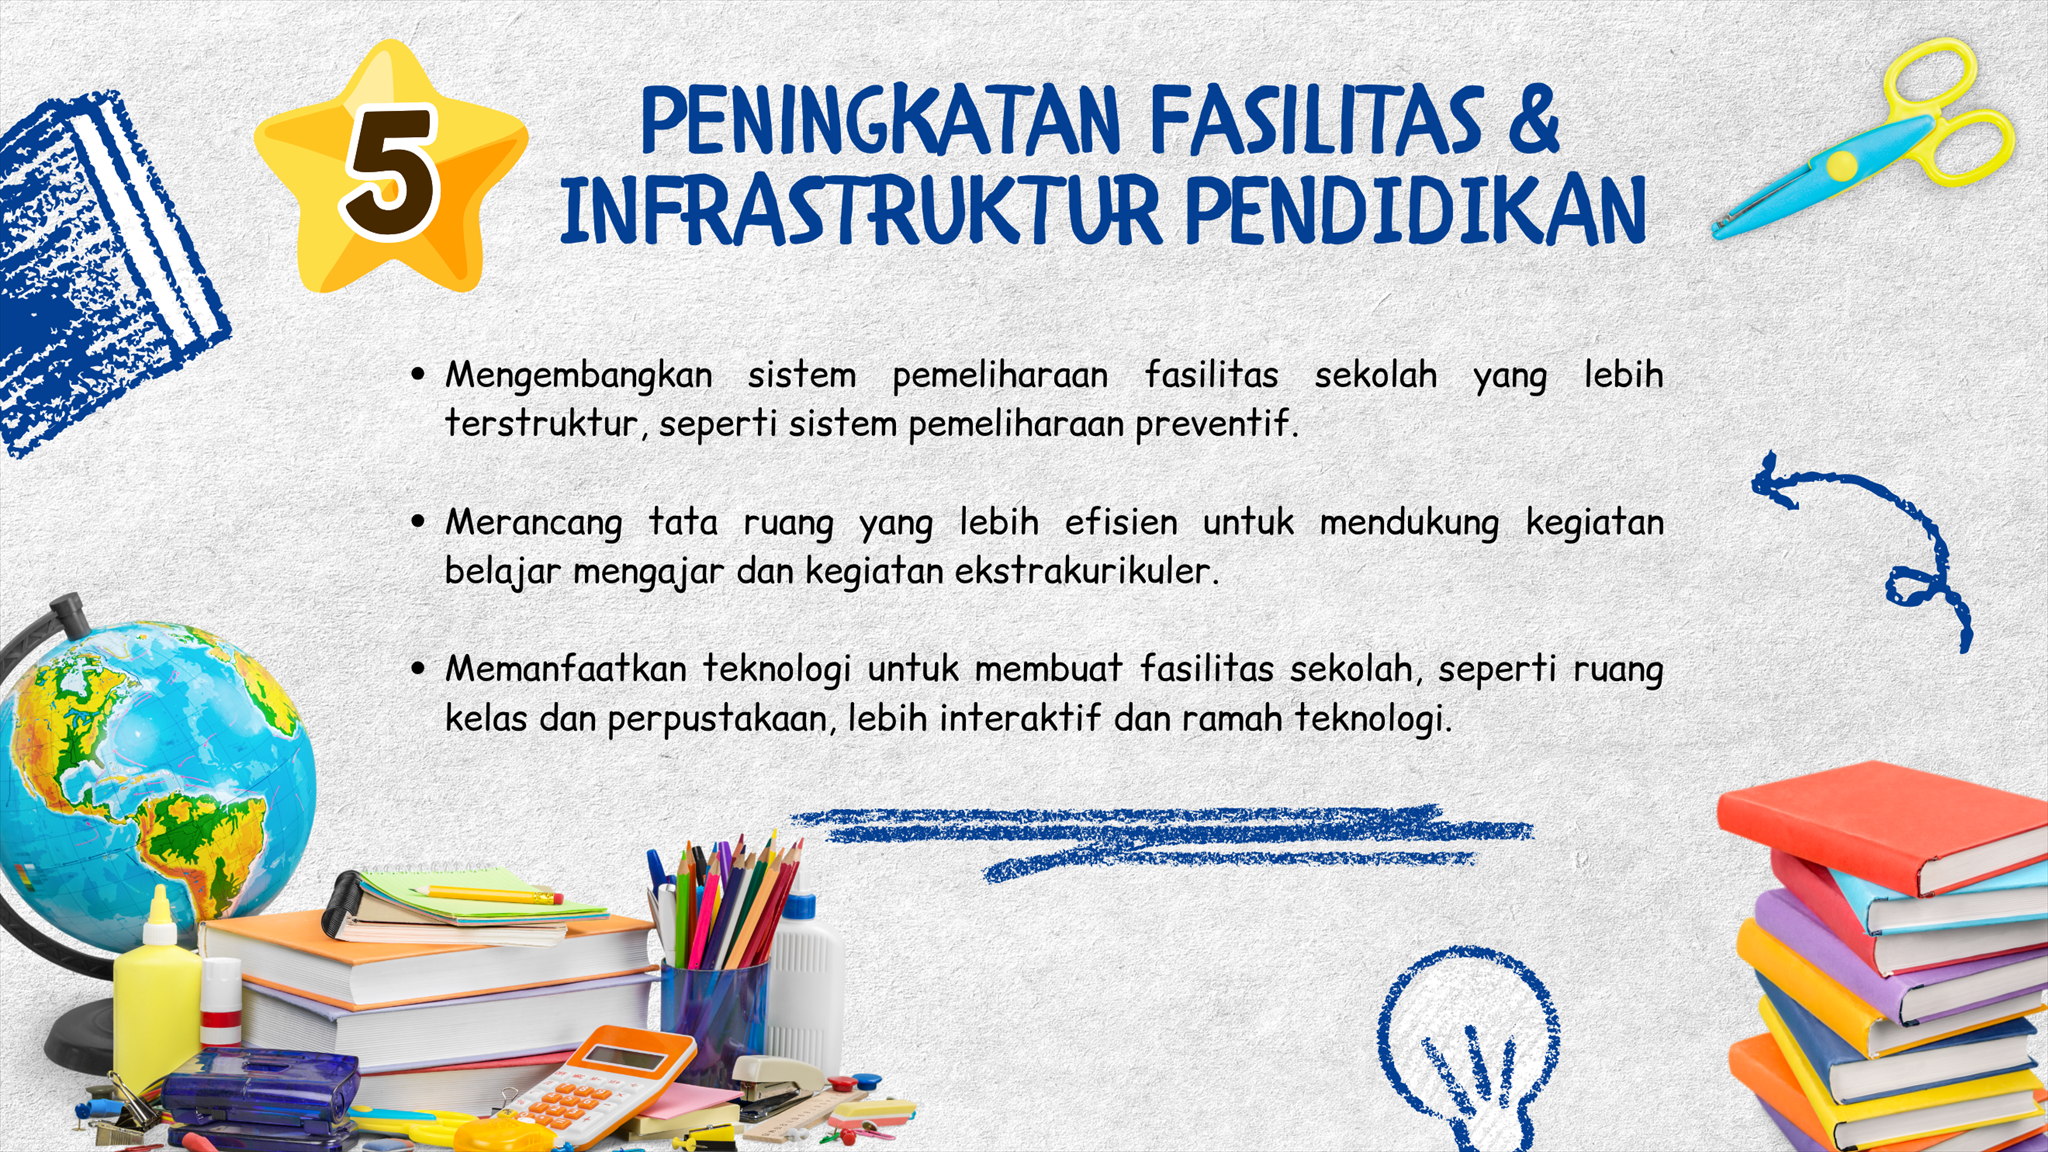 5
PENINGKATAN FASILITAS &
INFRASTRUKTUR PENDIDIKAN
• Mengembangkan sistem pemeliharaan fasilitas sekolah yang lebih
terstruktur, seperti sistem pemeliharaan preventif.
• Merancang tata ruang yang lebih efisien untuk mendukung kegiatan
belajar mengajar dan kegiatan ekstrakurikuler.
• Memanfaatkan teknologi untuk membuat fasilitas sekolah, seperti ruang
kelas dan perpustakaan, lebih interaktif dan ramah teknologi.